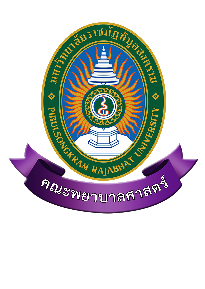 มหาวิทยาลัยราชภัฏพิบูลสงคราม
PIBULSONGKRAM RAJABHAT UNIVERSITY
คณะพยาบาลศาสตร์